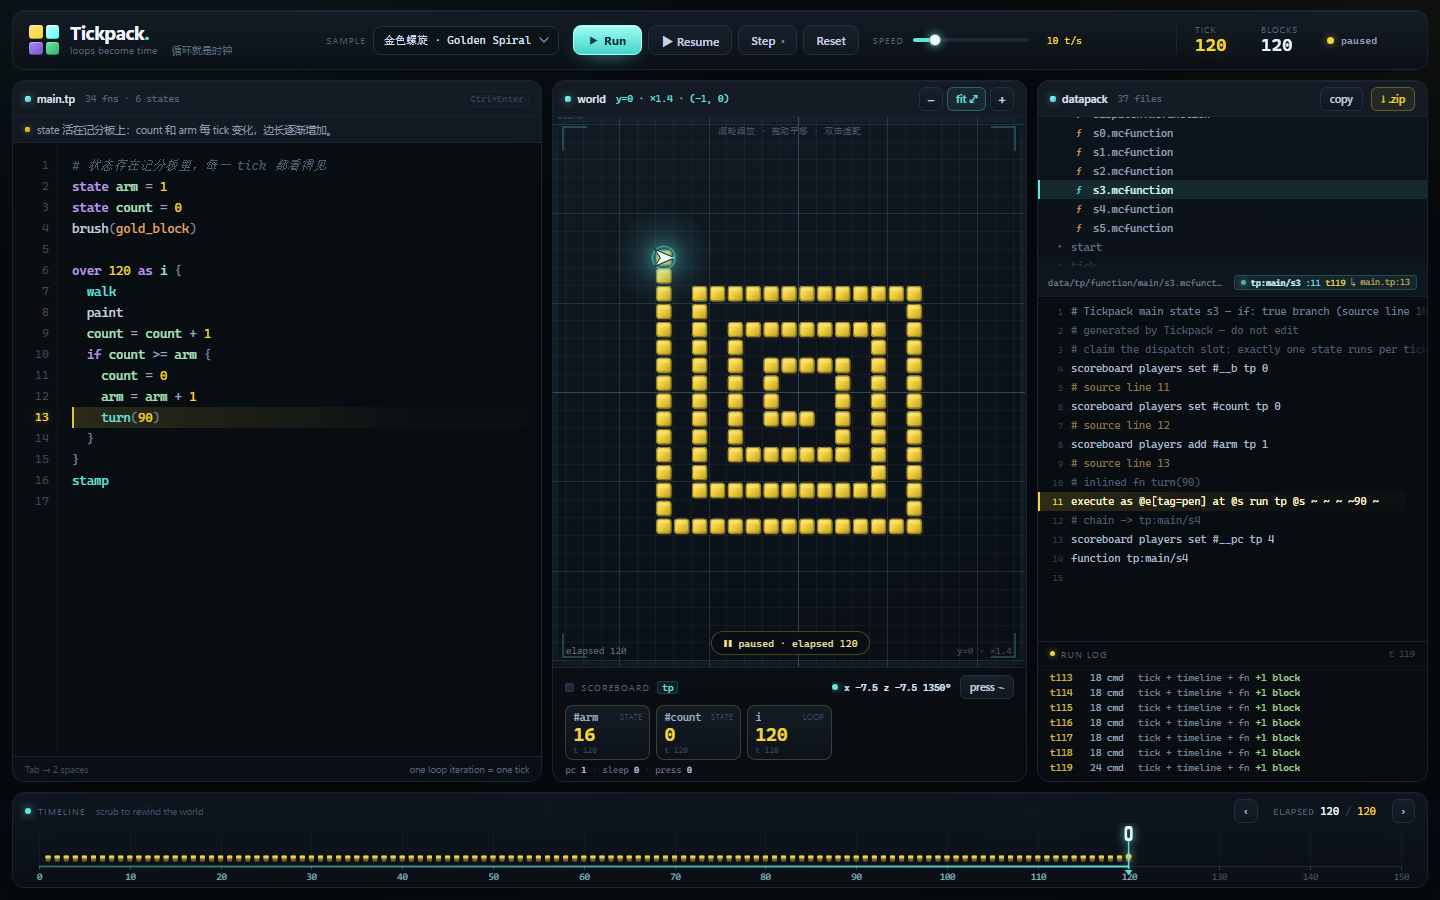 Tickpack.
loops become time · 循环就是时钟
SAMPLE 金色螺旋 · Golden Spiral
▶ Run
▶ Resume
Step ›
Reset
SPEED 10 t/s
TICK
120
BLOCKS
120
paused
main.tp 34 fns · 6 states Ctrl+Enter
state 活在记分板上：count 和 arm 每 tick 变化，边长逐渐增加。
1 # 状态存在记分板里，每一 tick 都看得见
2 state arm = 1
3 state count = 0
4 brush(gold_block)
5
6 over 120 as i {
7 walk
8 paint
9 count = count + 1
10 if count >= arm {
11 count = 0
12 arm = arm + 1
13 turn(90)
14 }
15 }
16 stamp
17
Tab → 2 spaces one loop iteration = one tick
world y=0 · ×1.4 · (−1, 0)
−
fit ⤢
+
滚轮缩放 · 拖动平移 · 双击适配
paused · elapsed 120
elapsed 120 y=0 · ×1.4
SCOREBOARD tp x −7.5 z −7.5 1350° press ~
#arm STATE
16
t 120
#count STATE
0
t 120
i LOOP
120
t 120
pc 1 · sleep 0 · press 0
datapack 37 files copy ↓.zip
f s0.mcfunction
f s1.mcfunction
f s2.mcfunction
f s3.mcfunction
f s4.mcfunction
f s5.mcfunction
start
tick
data/tp/function/main/s3.mcfunct… tp:main/s3 :11 t119 ↳ main.tp:13
1 # Tickpack main state s3 — if: true branch (source line 10
2 # generated by Tickpack — do not edit
3 # claim the dispatch slot: exactly one state runs per tick
4 scoreboard players set #__b tp 0
5 # source line 11
6 scoreboard players set #count tp 0
7 # source line 12
8 scoreboard players add #arm tp 1
9 # source line 13
10 # inlined fn turn(90)
11 execute as @e[tag=pen] at @s run tp @s ~ ~ ~ ~90 ~
12 # chain -> tp:main/s4
13 scoreboard players set #__pc tp 4
14 function tp:main/s4
15
RUN LOG t 119
t113 18 cmd tick + timeline + fn +1 block
t114 18 cmd tick + timeline + fn +1 block
t115 18 cmd tick + timeline + fn +1 block
t116 18 cmd tick + timeline + fn +1 block
t117 18 cmd tick + timeline + fn +1 block
t118 18 cmd tick + timeline + fn +1 block
t119 24 cmd tick + timeline + fn +1 block
TIMELINE scrub to rewind the world ‹ ELAPSED 120 / 120 ›
0 10 20 30 40 50 60 70 80 90 100 110 120 130 140 150